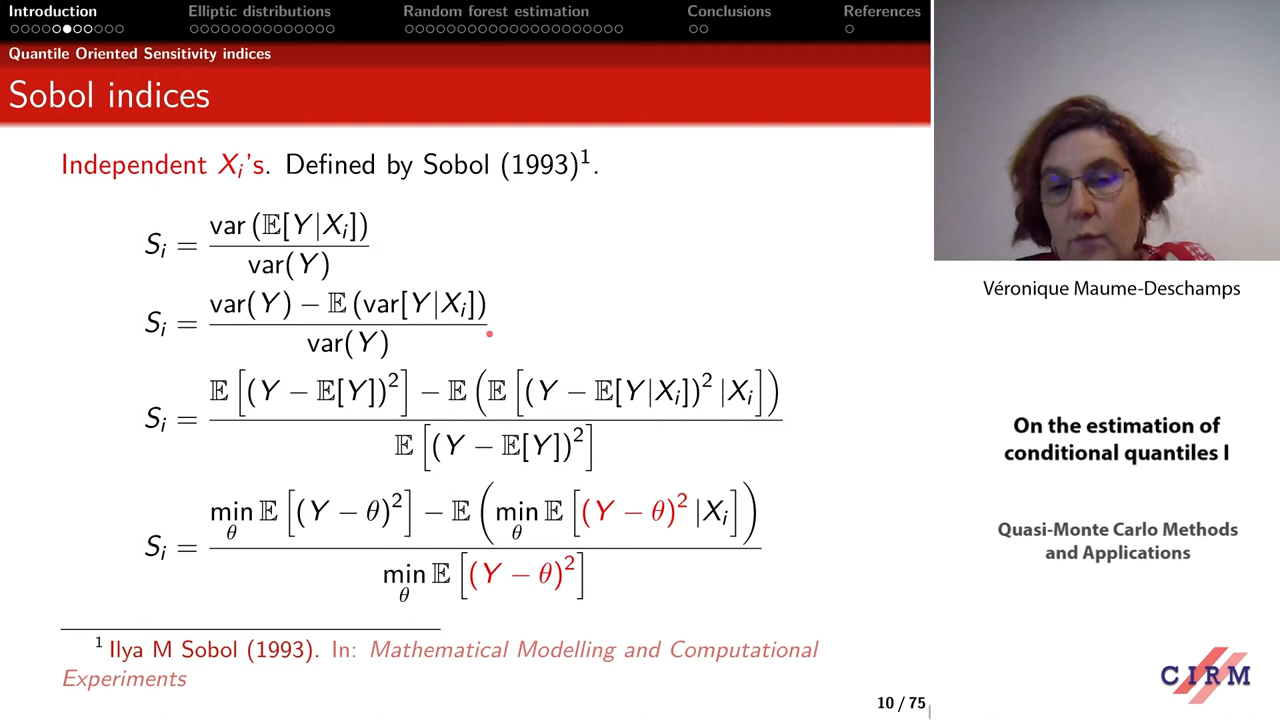 Introduction Elliptic distributions Random forest estimation Conclusions References
Quantile Oriented Sensitivity indices
Sobol indices
Independent X_i's. Defined by Sobol (1993)¹.
S_i = var (𝔼[Y|X_i]) / var(Y)
S_i = (var(Y) − 𝔼 (var[Y|X_i])) / var(Y)
S_i = (𝔼 [(Y − 𝔼[Y])²] − 𝔼 (𝔼 [(Y − 𝔼[Y|X_i])² |X_i])) / 𝔼 [(Y − 𝔼[Y])²]
S_i = (min_θ 𝔼 [(Y − θ)²] − 𝔼 (min_θ 𝔼 [(Y − θ)² |X_i])) / min_θ 𝔼 [(Y − θ)²]
¹ Ilya M Sobol (1993). In: Mathematical Modelling and Computational
Experiments
10 / 75
Véronique Maume-Deschamps
On the estimation of
conditional quantiles I
Quasi-Monte Carlo Methods
and Applications
CIRM